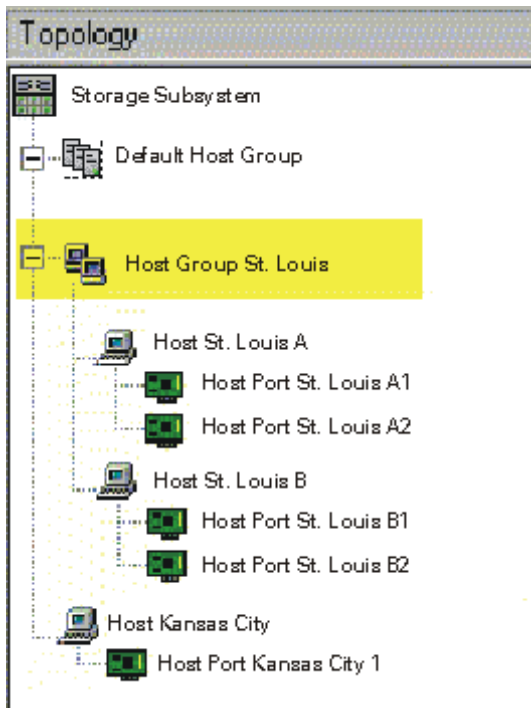 Topology
Storage Subsystem
Default Host Group
Host Group St. Louis
Host St. Louis A
Host Port St. Louis A1
Host Port St. Louis A2
Host St. Louis B
Host Port St. Louis B1
Host Port St. Louis B2
Host Kansas City
Host Port Kansas City 1